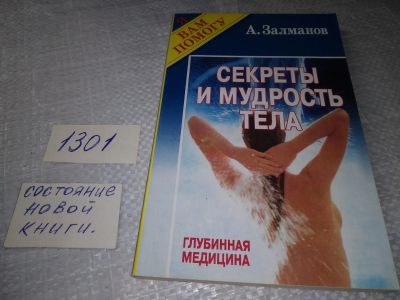 Я
ВАМ
ПОМОГУ
А. Залманов
СЕКРЕТЫ
И МУДРОСТЬ
ТЕЛА
ГЛУБИННАЯ
МЕДИЦИНА
1301
состояние
новой
книги.